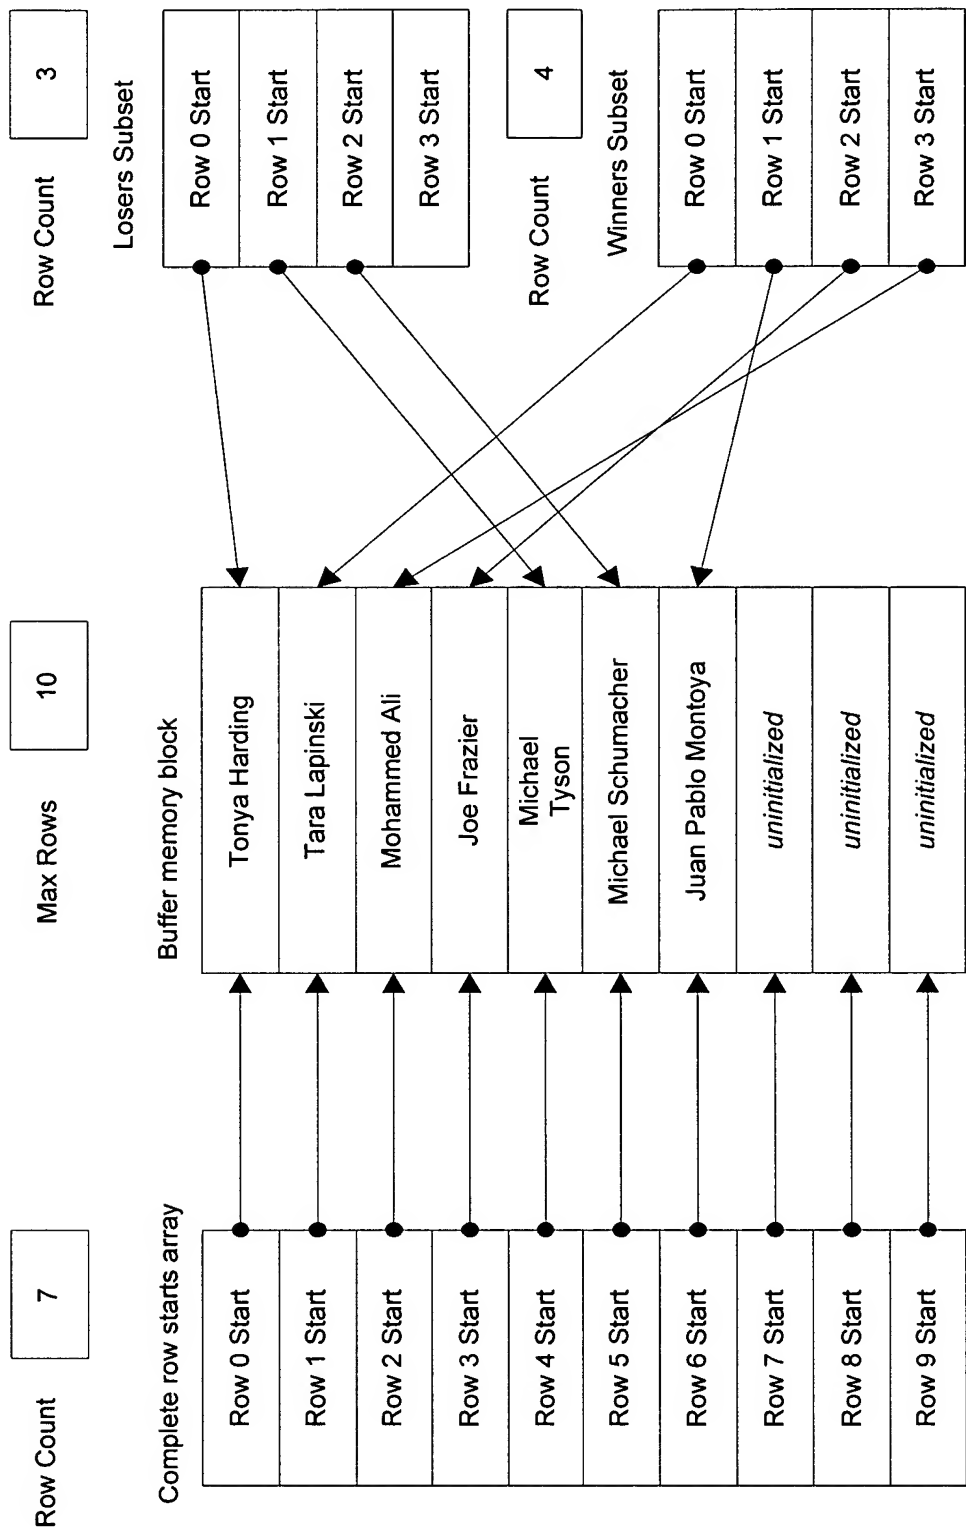 Row Count
7
Max Rows
10
Row Count
3
Complete row starts array
Row 0 Start
Row 1 Start
Row 2 Start
Row 3 Start
Row 4 Start
Row 5 Start
Row 6 Start
Row 7 Start
Row 8 Start
Row 9 Start
Buffer memory block
Tonya Harding
Tara Lapinski
Mohammed Ali
Joe Frazier
Michael
Tyson
Michael Schumacher
Juan Pablo Montoya
uninitialized
uninitialized
uninitialized
Losers Subset
Row 0 Start
Row 1 Start
Row 2 Start
Row 3 Start
Row Count
4
Winners Subset
Row 0 Start
Row 1 Start
Row 2 Start
Row 3 Start